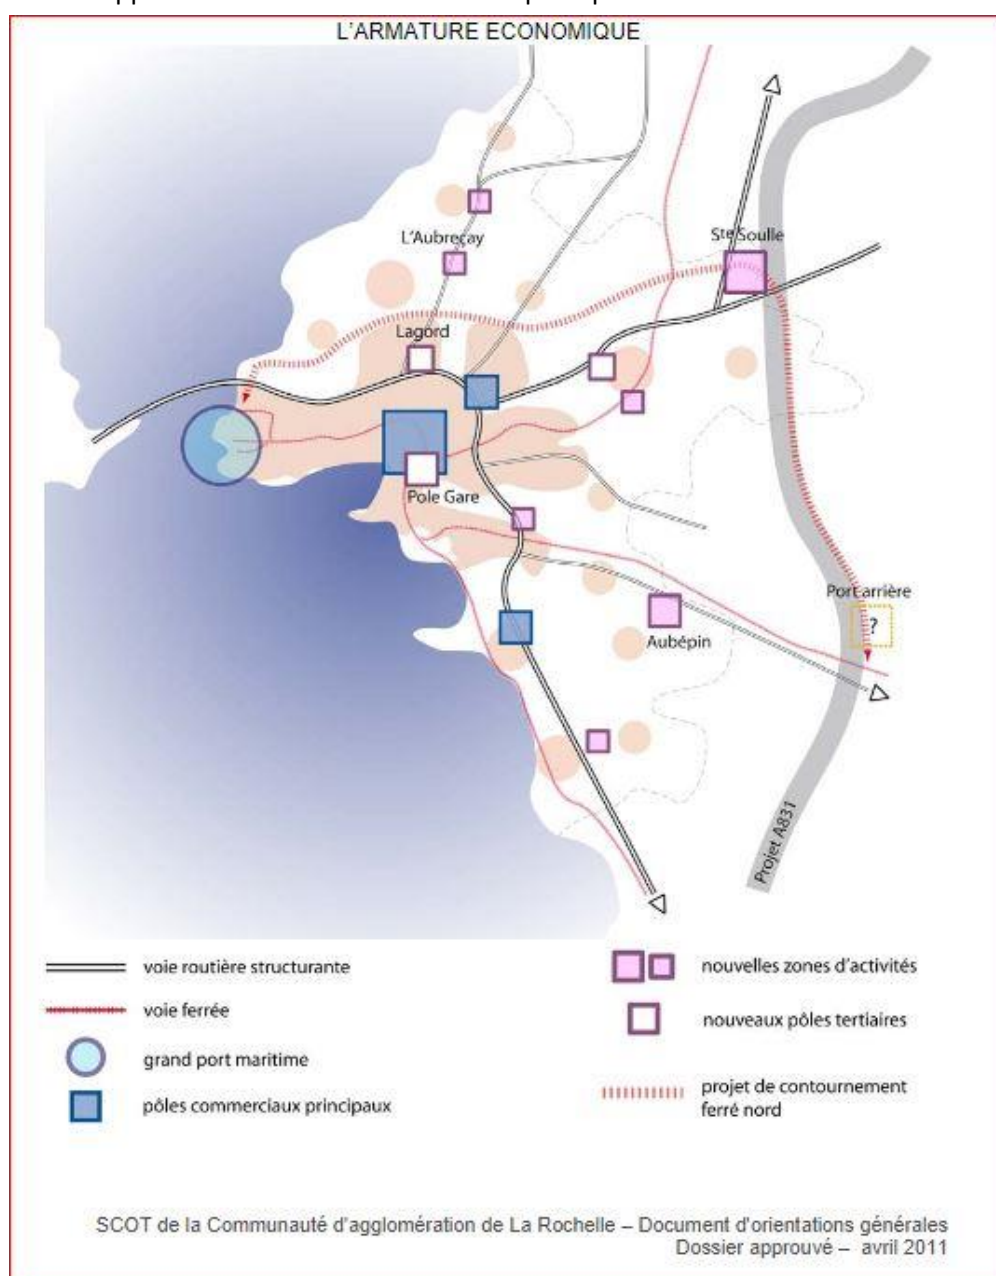 L'ARMATURE ECONOMIQUE
Ste Soulle
L'Aubreçay
Lagord
Pole Gare
Port arrière
?
Aubépin
Projet A831
voie routière structurante
voie ferrée
grand port maritime
pôles commerciaux principaux
nouvelles zones d'activités
nouveaux pôles tertiaires
projet de contournement
ferré nord
SCOT de la Communauté d'agglomération de La Rochelle – Document d'orientations générales
Dossier approuvé – avril 2011